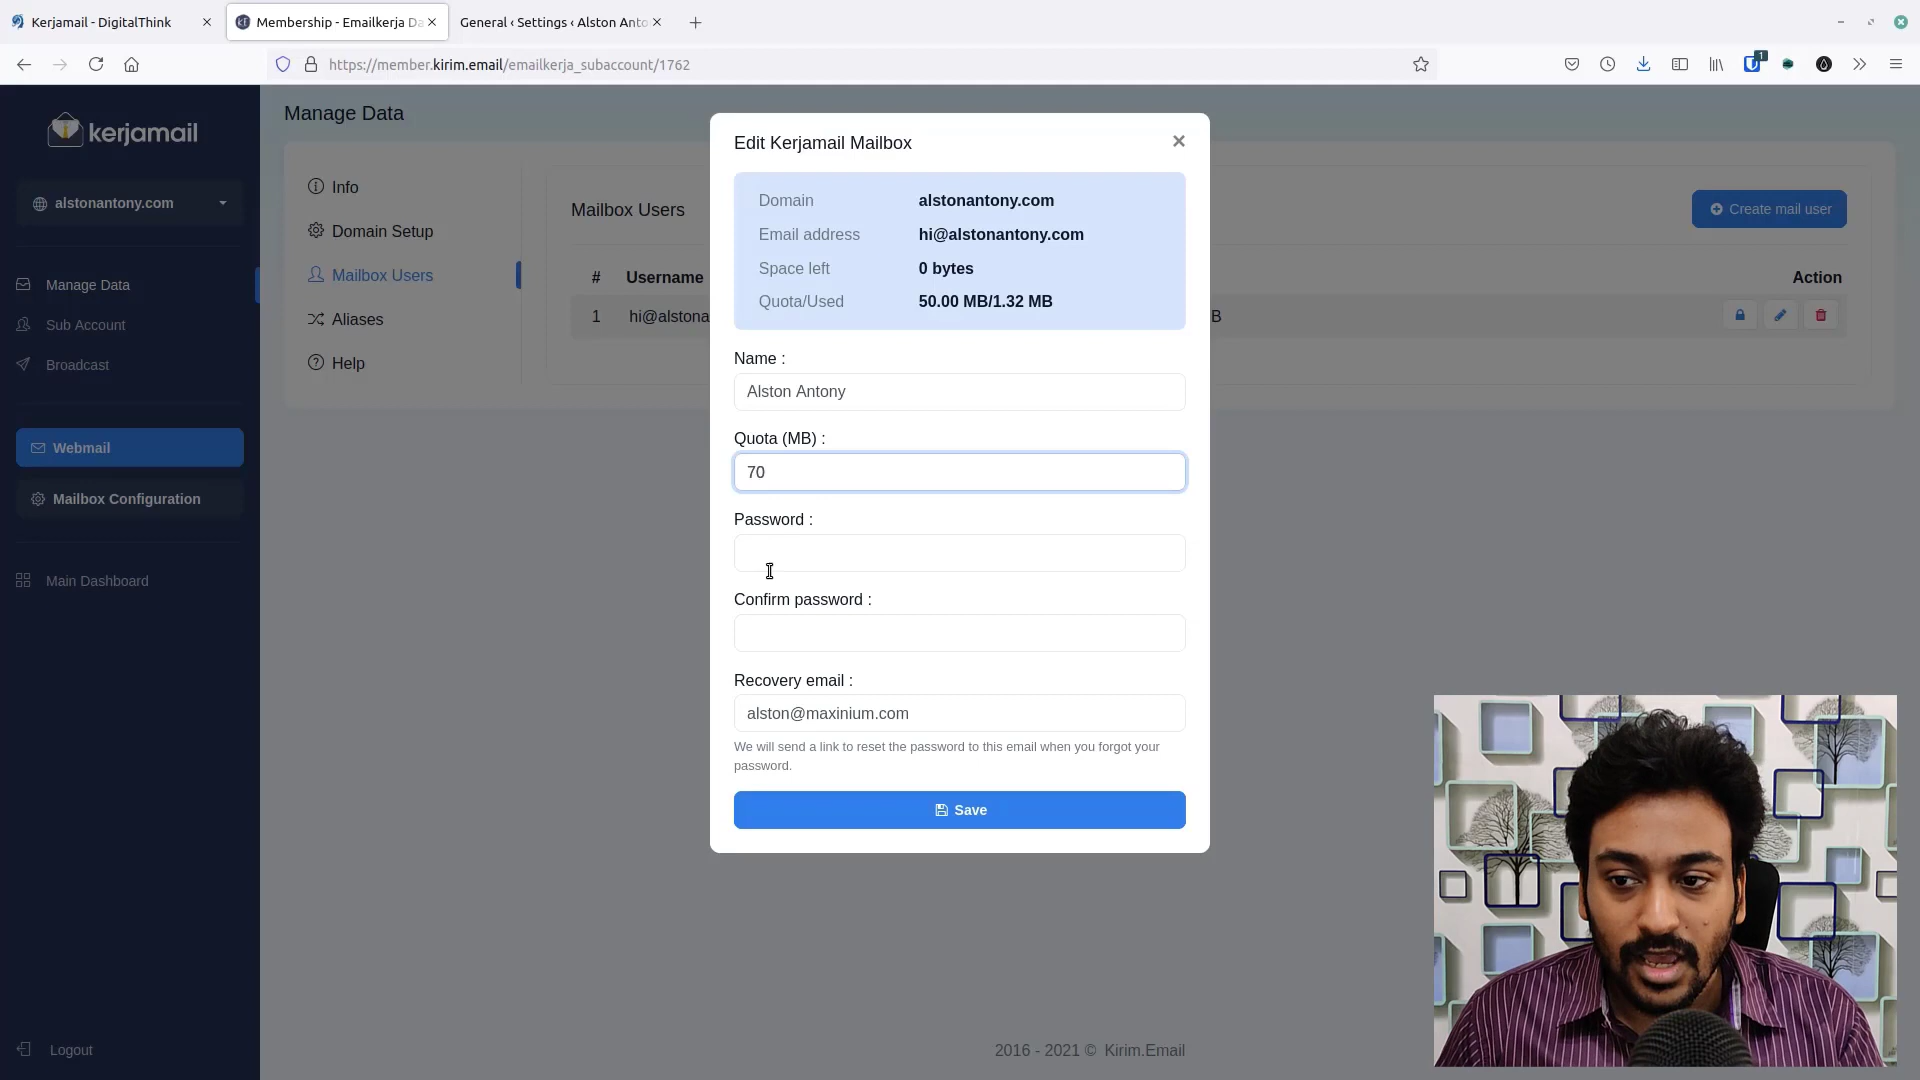 Kerjamail - DigitalThink
Membership - Emailkerja Da
General ‹ Settings ‹ Alston Anto
https://member.kirim.email/emailkerja_subaccount/1762
1
kerjamail
alstonantony.com
Manage Data
Sub Account
Broadcast
Webmail
Mailbox Configuration
Main Dashboard
Logout
Manage Data
Info
Domain Setup
Mailbox Users
Aliases
Help
Mailbox Users
Create mail user
# Username Action
1 hi@alstona B
Edit Kerjamail Mailbox
Domain alstonantony.com
Email address hi@alstonantony.com
Space left 0 bytes
Quota/Used 50.00 MB/1.32 MB
Name :
Alston Antony
Quota (MB) :
70
Password :
Confirm password :
Recovery email :
alston@maxinium.com
We will send a link to reset the password to this email when you forgot your
password.
Save
2016 - 2021 © Kirim.Email